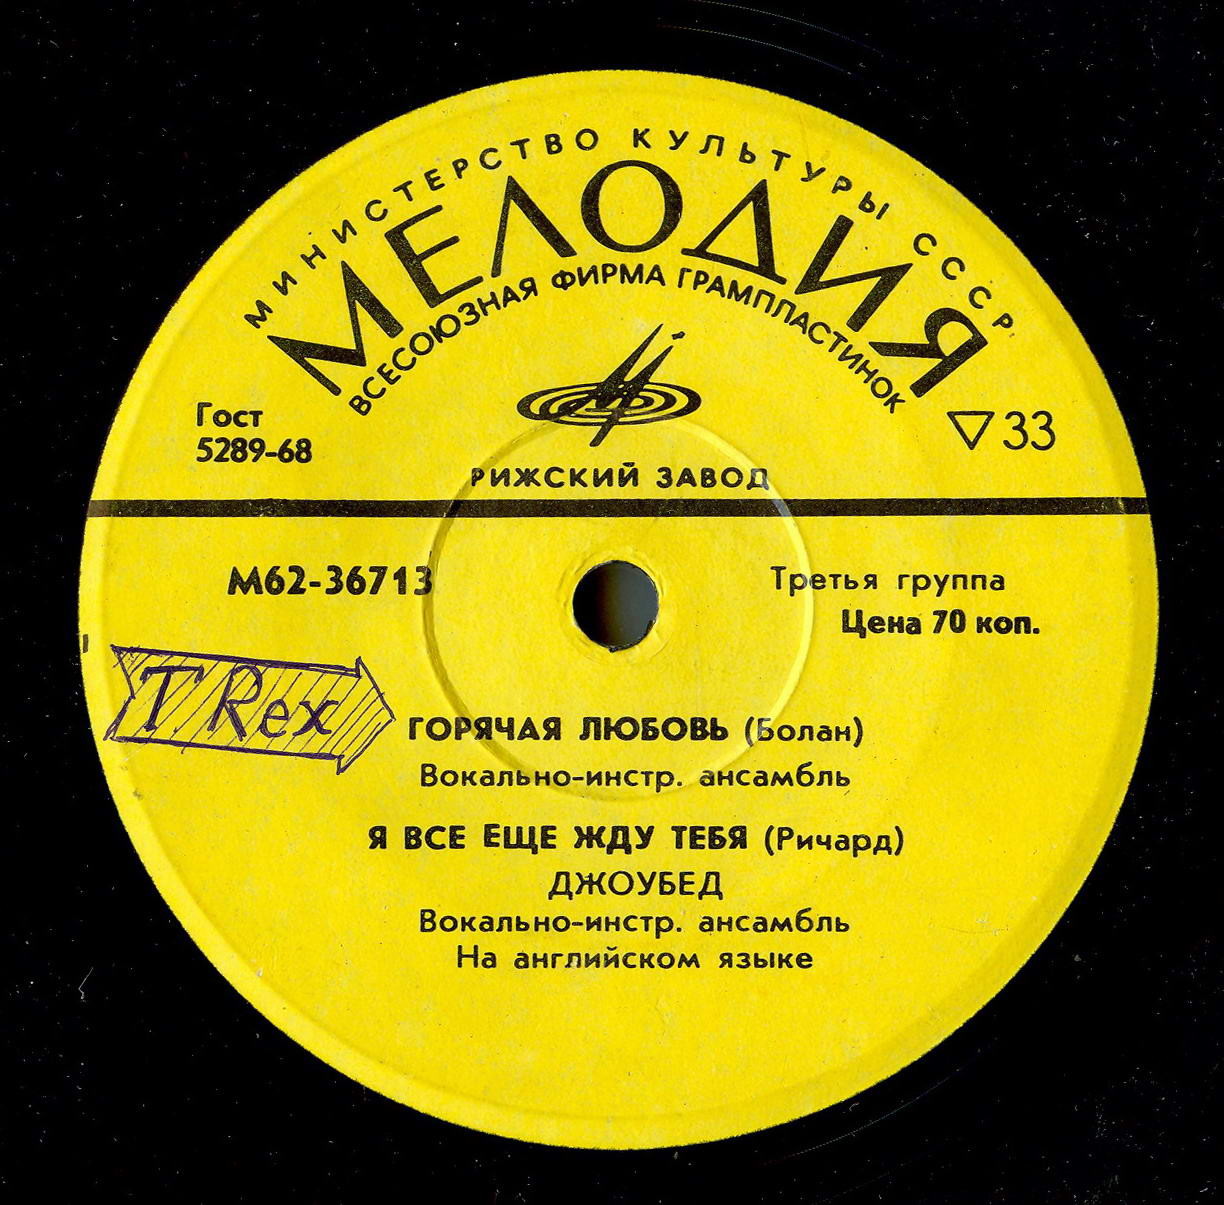 МИНИСТЕРСТВО КУЛЬТУРЫ СССР
МЕЛОДИЯ
ВСЕСОЮЗНАЯ ФИРМА ГРАМПЛАСТИНОК
Гост
5289-68
▽33
РИЖСКИЙ ЗАВОД
М62-36713
Третья группа
Цена 70 коп.
T Rex
ГОРЯЧАЯ ЛЮБОВЬ (Болан)
Вокально-инстр. ансамбль
Я ВСЕ ЕЩЕ ЖДУ ТЕБЯ (Ричард)
ДЖОУБЕД
Вокально-инстр. ансамбль
На английском языке